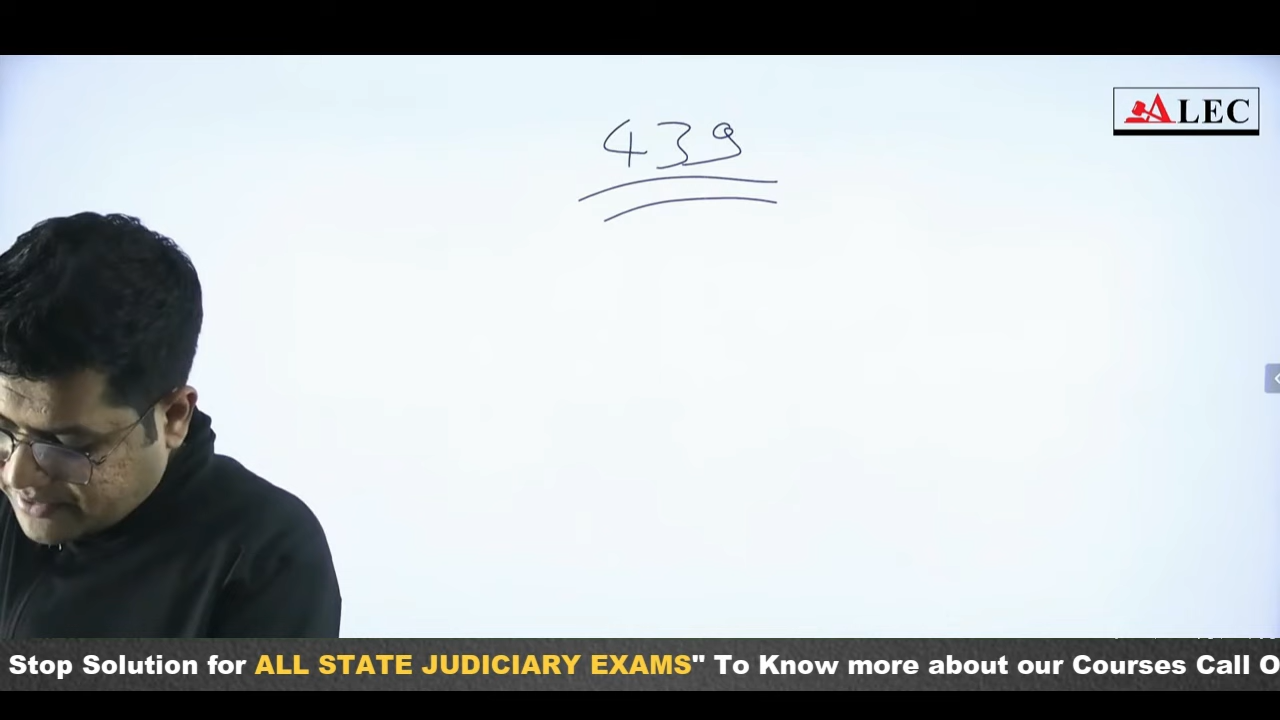 ALEC
439
Stop Solution for ALL STATE JUDICIARY EXAMS" To Know more about our Courses Call O